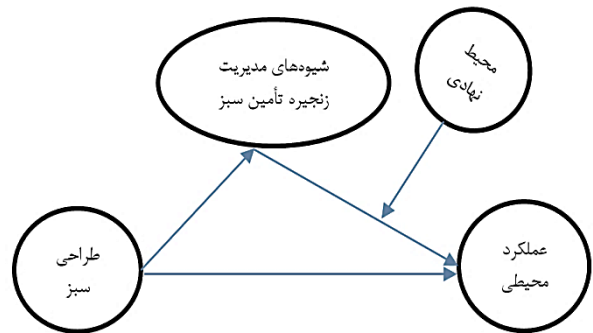 شیوه‌های مدیریت
زنجیره تأمین سبز
محیط
نهادی
طراحی
سبز
عملکرد
محیطی